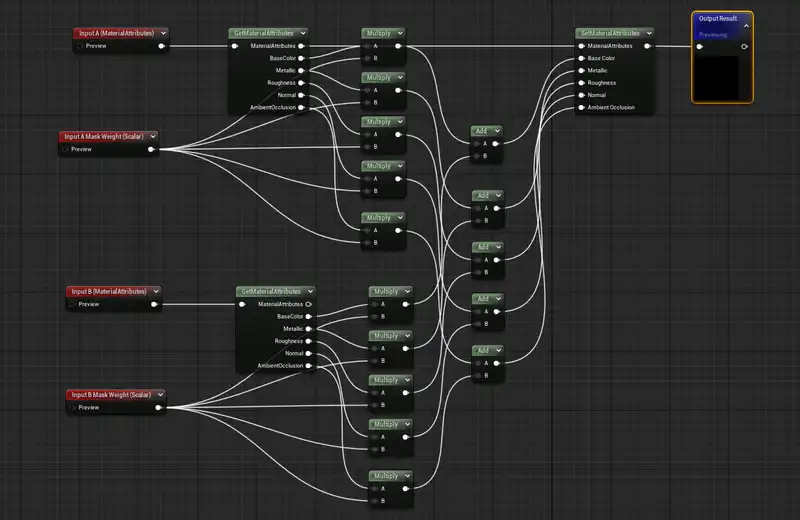 Input A (MaterialAttributes)
Preview
GetMaterialAttributes
MaterialAttributes
BaseColor
Metallic
Roughness
Normal
AmbientOcclusion
Input A Mask Weight (Scalar)
Preview
Multiply
A
B
Multiply
A
B
Multiply
A
B
Multiply
A
B
Multiply
A
B
Add
A
B
Add
A
B
Add
A
B
Add
A
B
Add
A
B
SetMaterialAttributes
MaterialAttributes
Base Color
Metallic
Roughness
Normal
Ambient Occlusion
Output Result
Previewing
Input B (MaterialAttributes)
Preview
GetMaterialAttributes
MaterialAttributes
BaseColor
Metallic
Roughness
Normal
AmbientOcclusion
Input B Mask Weight (Scalar)
Preview
Multiply
A
B
Multiply
A
B
Multiply
A
B
Multiply
A
B
Multiply
A
B